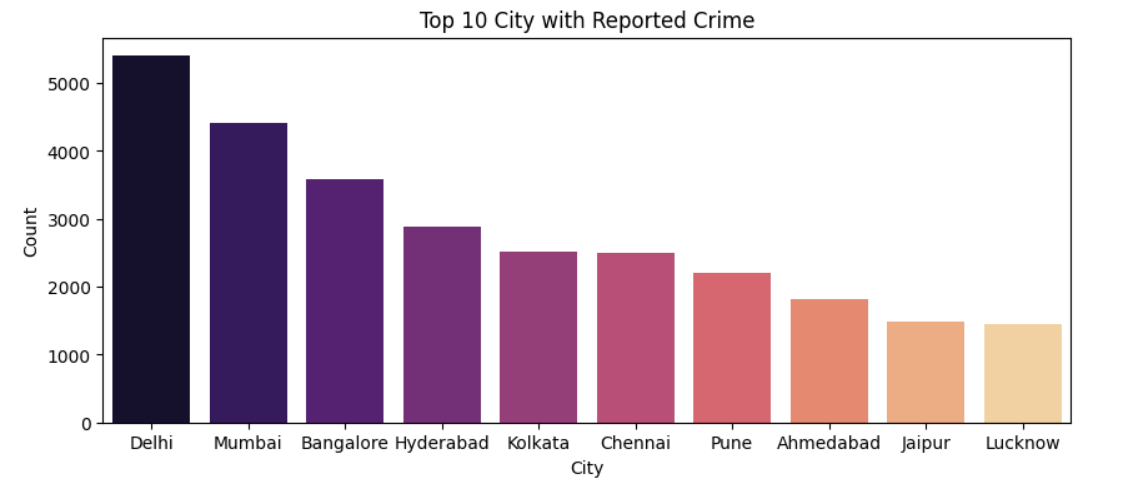 Top 10 City with Reported Crime
5000
4000
3000
2000
1000
0
Count
Delhi Mumbai Bangalore Hyderabad Kolkata Chennai Pune Ahmedabad Jaipur Lucknow
City